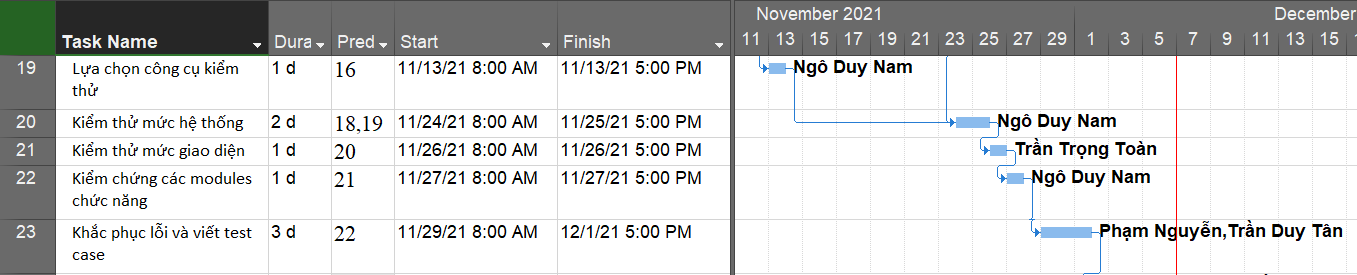 November 2021
December
Task Name Dura Pred Start Finish
11 13 15 17 19 21 23 25 27 29 1 3 5 7 9 11 13 15
19 Lựa chọn công cụ kiểm thử 1 d 16 11/13/21 8:00 AM 11/13/21 5:00 PM Ngô Duy Nam
20 Kiểm thử mức hệ thống 2 d 18,19 11/24/21 8:00 AM 11/25/21 5:00 PM Ngô Duy Nam
21 Kiểm thử mức giao diện 1 d 20 11/26/21 8:00 AM 11/26/21 5:00 PM Trần Trọng Toàn
22 Kiểm chứng các modules chức năng 1 d 21 11/27/21 8:00 AM 11/27/21 5:00 PM Ngô Duy Nam
23 Khắc phục lỗi và viết test case 3 d 22 11/29/21 8:00 AM 12/1/21 5:00 PM Phạm Nguyễn,Trần Duy Tân